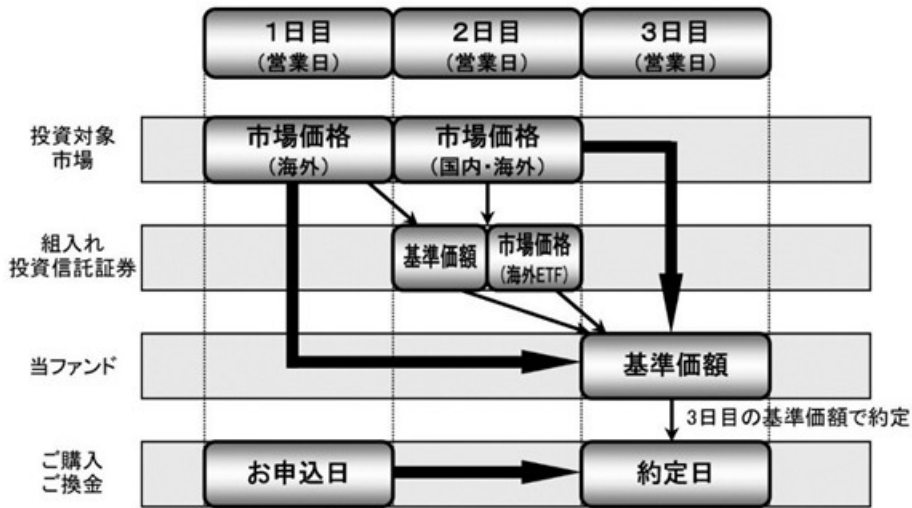 1日目
(営業日)
2日目
(営業日)
3日目
(営業日)
投資対象
市場
市場価格
(海外)
市場価格
(国内・海外)
組入れ
投資信託証券
基準価額
市場価格
(海外ETF)
当ファンド
基準価額
3日目の基準価額で約定
ご購入
ご換金
お申込日
約定日